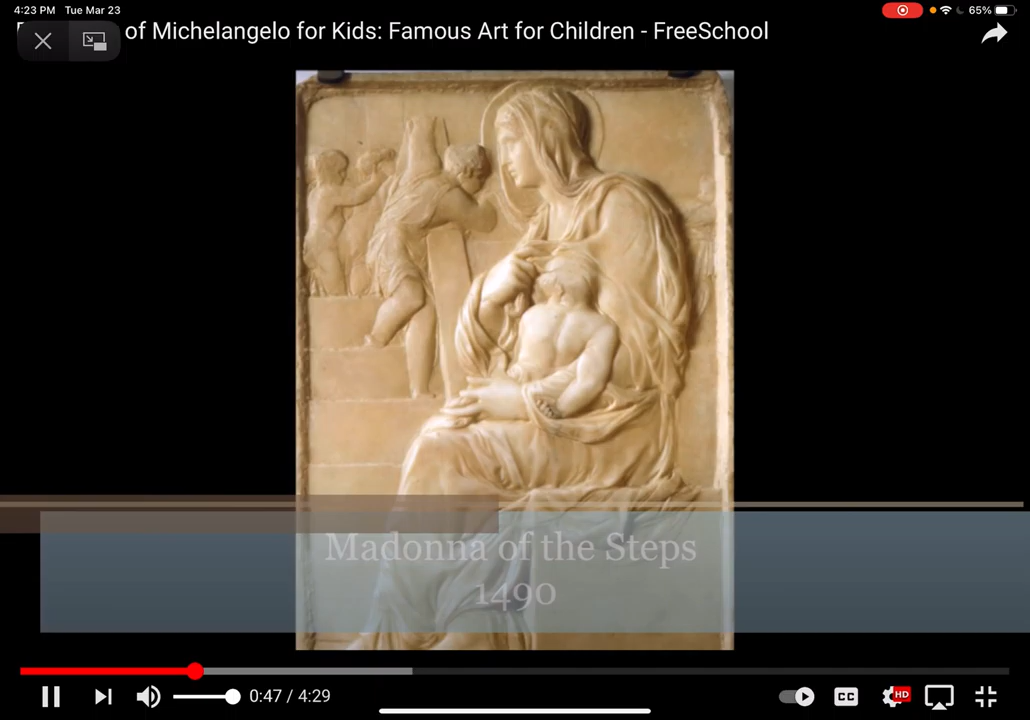 4:23 PM Tue Mar 23
65%
of Michelangelo for Kids: Famous Art for Children - FreeSchool
Madonna of the Steps
1490
0:47 / 4:29
CC
HD